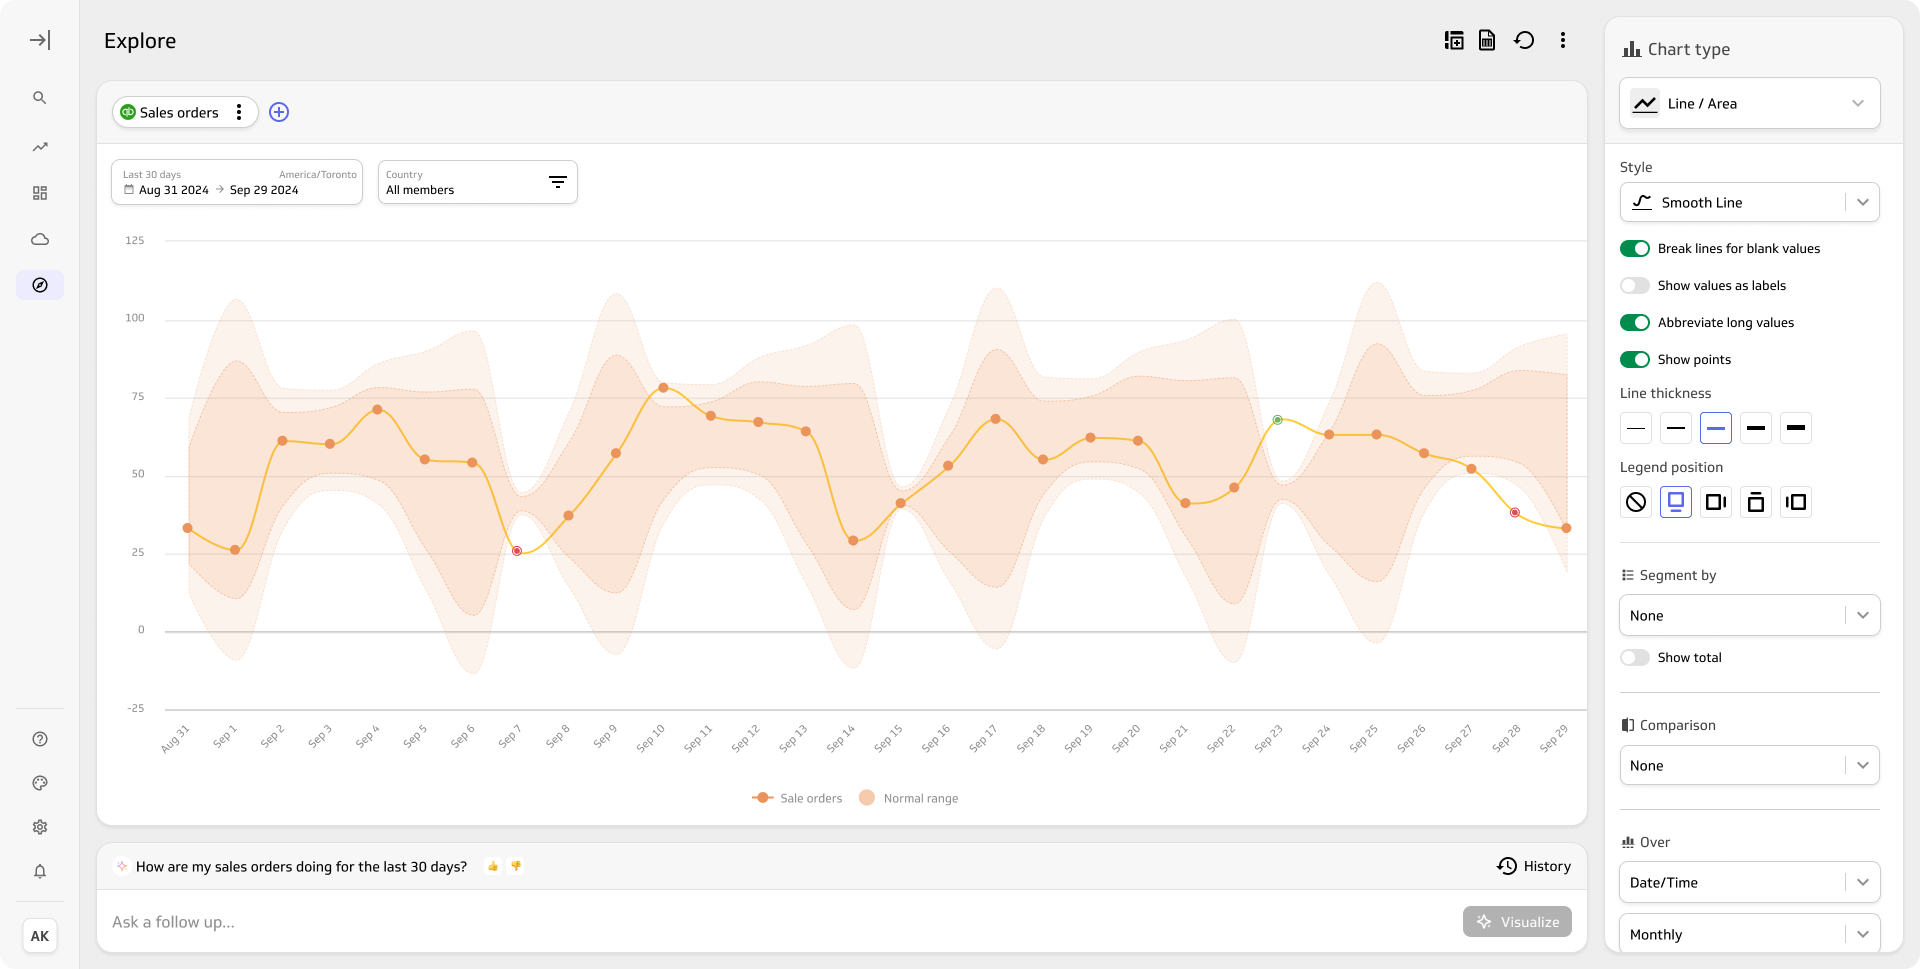 Explore
Sales orders
Last 30 days America/Toronto
Aug 31 2024 → Sep 29 2024
Country
All members
125
100
75
50
25
0
-25
Aug 31 Sep 1 Sep 2 Sep 3 Sep 4 Sep 5 Sep 6 Sep 7 Sep 8 Sep 9 Sep 10 Sep 11 Sep 12 Sep 13 Sep 14 Sep 15 Sep 16 Sep 17 Sep 18 Sep 19 Sep 20 Sep 21 Sep 22 Sep 23 Sep 24 Sep 25 Sep 26 Sep 27 Sep 28 Sep 29
Sale orders Normal range
How are my sales orders doing for the last 30 days?
History
Ask a follow up...
Visualize
AK
Chart type
Line / Area
Style
Smooth Line
Break lines for blank values
Show values as labels
Abbreviate long values
Show points
Line thickness
Legend position
Segment by
None
Show total
Comparison
None
Over
Date/Time
Monthly